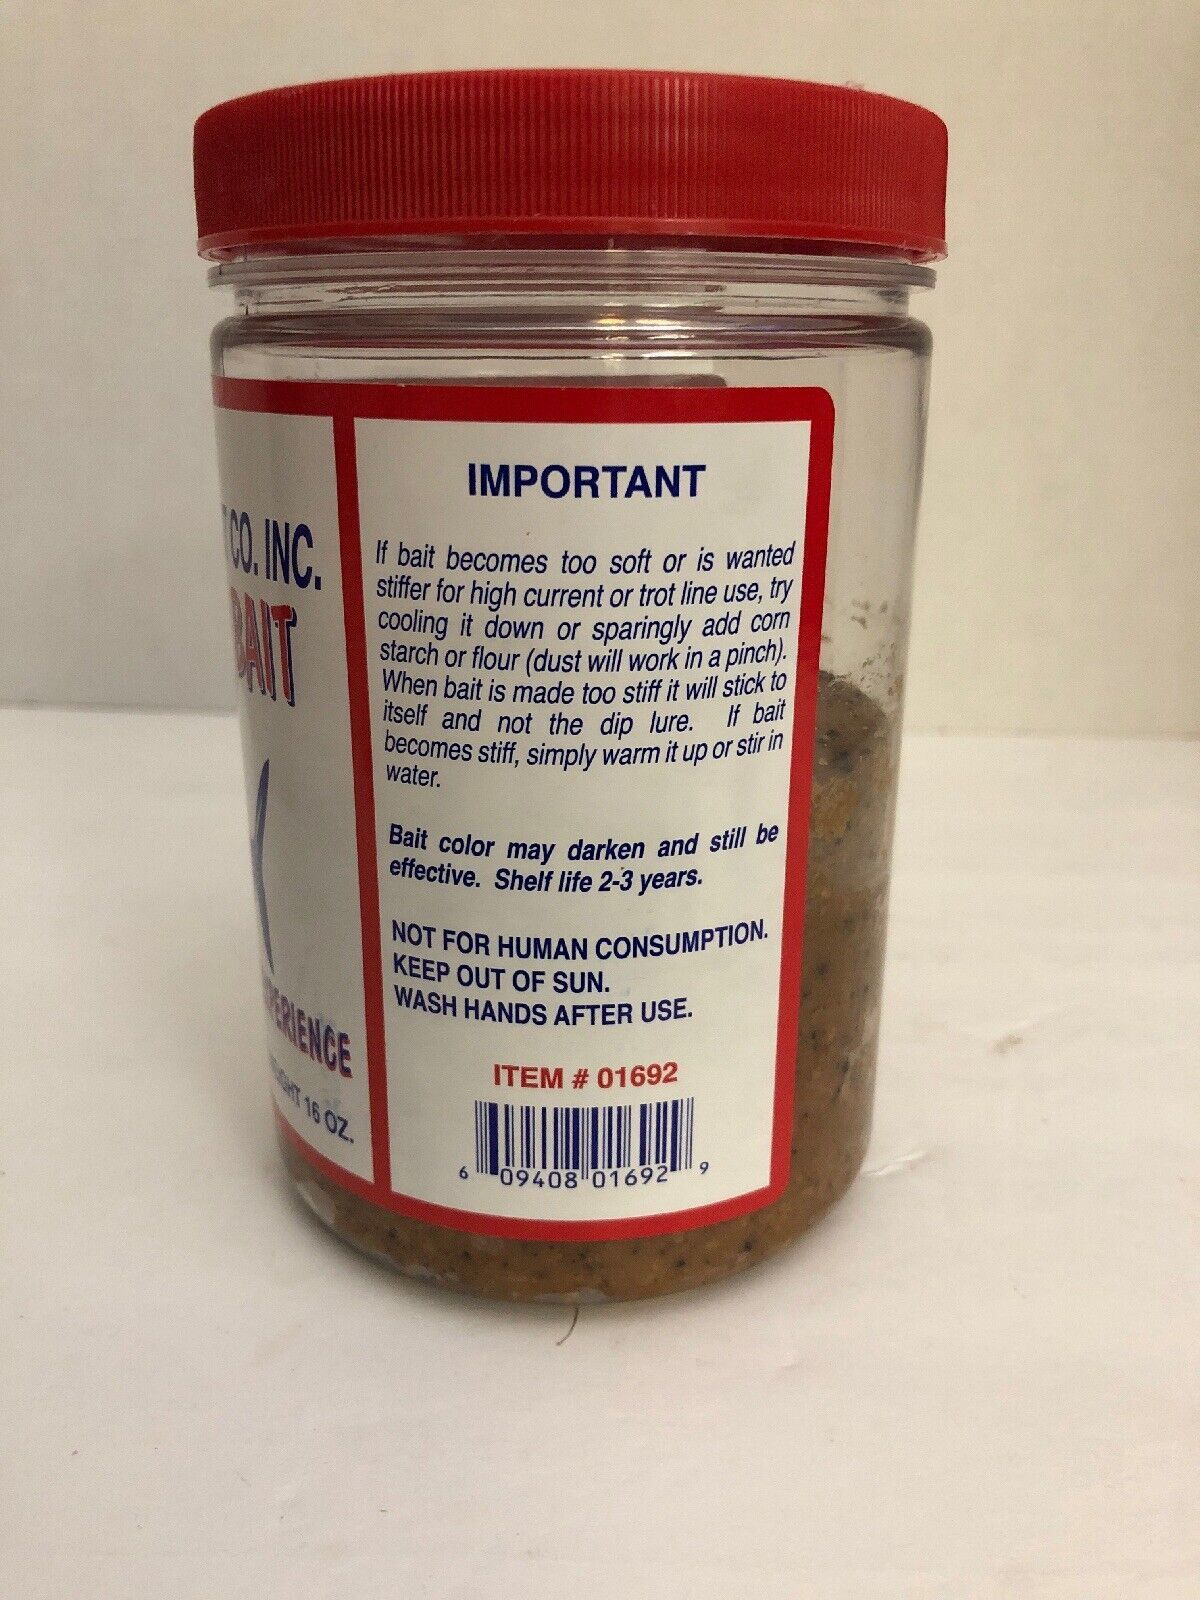 CO. INC.
BAIT
16 OZ.
IMPORTANT
If bait becomes too soft or is wanted
stiffer for high current or trot line use, try
cooling it down or sparingly add corn
starch or flour (dust will work in a pinch).
When bait is made too stiff it will stick to
itself and not the dip lure. If bait
becomes stiff, simply warm it up or stir in
water.
Bait color may darken and still be
effective. Shelf life 2-3 years.
NOT FOR HUMAN CONSUMPTION.
KEEP OUT OF SUN.
WASH HANDS AFTER USE.
ITEM # 01692
6 09408 01692 9